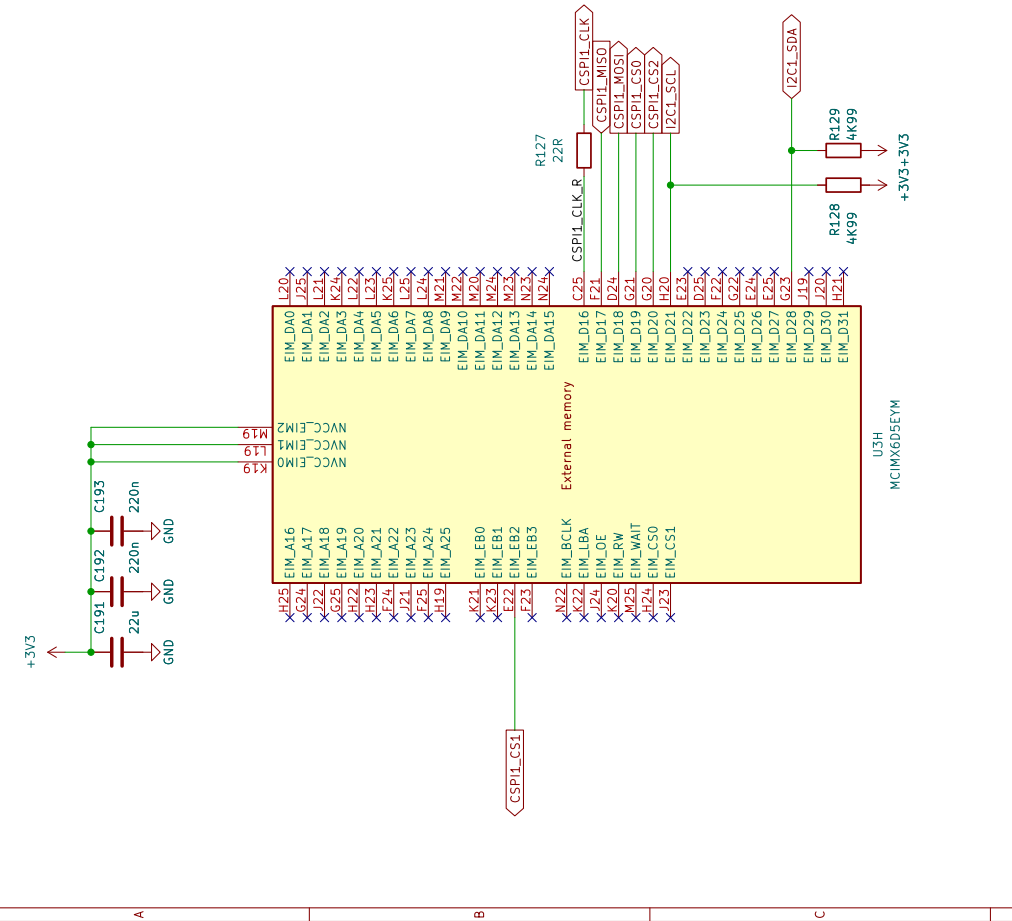 CSPI1_CLK
CSPI1_MISO
CSPI1_MOSI
CSPI1_CS0
CSPI1_CS2
I2C1_SCL
I2C1_SDA
R127
22R
R129
4K99
+3V3
+3V3
R128
4K99
CSPI1_CLK_R
L20
J25
L21
K24
L22
L23
K25
L25
L24
M21
M22
M20
M24
M23
N23
N24
C25
F21
D24
G21
G20
H20
E23
D25
F22
G22
E24
E25
G23
J19
J20
H21
EIM_DA0
EIM_DA1
EIM_DA2
EIM_DA3
EIM_DA4
EIM_DA5
EIM_DA6
EIM_DA7
EIM_DA8
EIM_DA9
EIM_DA10
EIM_DA11
EIM_DA12
EIM_DA13
EIM_DA14
EIM_DA15
EIM_D16
EIM_D17
EIM_D18
EIM_D19
EIM_D20
EIM_D21
EIM_D22
EIM_D23
EIM_D24
EIM_D25
EIM_D26
EIM_D27
EIM_D28
EIM_D29
EIM_D30
EIM_D31
M19
NVCC_EIM2
L19
NVCC_EIM1
K19
NVCC_EIM0
External memory
U3H
MCIMX6D5EYM
C193
220n
GND
C192
220n
GND
C191
22u
GND
+3V3
EIM_A16
EIM_A17
EIM_A18
EIM_A19
EIM_A20
EIM_A21
EIM_A22
EIM_A23
EIM_A24
EIM_A25
EIM_EB0
EIM_EB1
EIM_EB2
EIM_EB3
EIM_BCLK
EIM_LBA
EIM_OE
EIM_RW
EIM_WAIT
EIM_CS0
EIM_CS1
H25
G24
J22
G25
H22
H23
F24
J21
F25
H19
K21
K23
E22
F23
N22
K22
J24
K20
M25
H24
J23
CSPI1_CS1
A
B
C